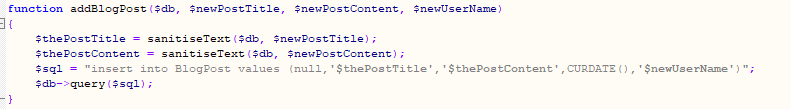 function addBlogPost($db, $newPostTitle, $newPostContent, $newUserName)
{
    $thePostTitle = sanitiseText($db, $newPostTitle);
    $thePostContent = sanitiseText($db, $newPostContent);
    $sql = "insert into BlogPost values (null,'$thePostTitle','$thePostContent',CURDATE(),'$newUserName')";
    $db->query($sql);
}